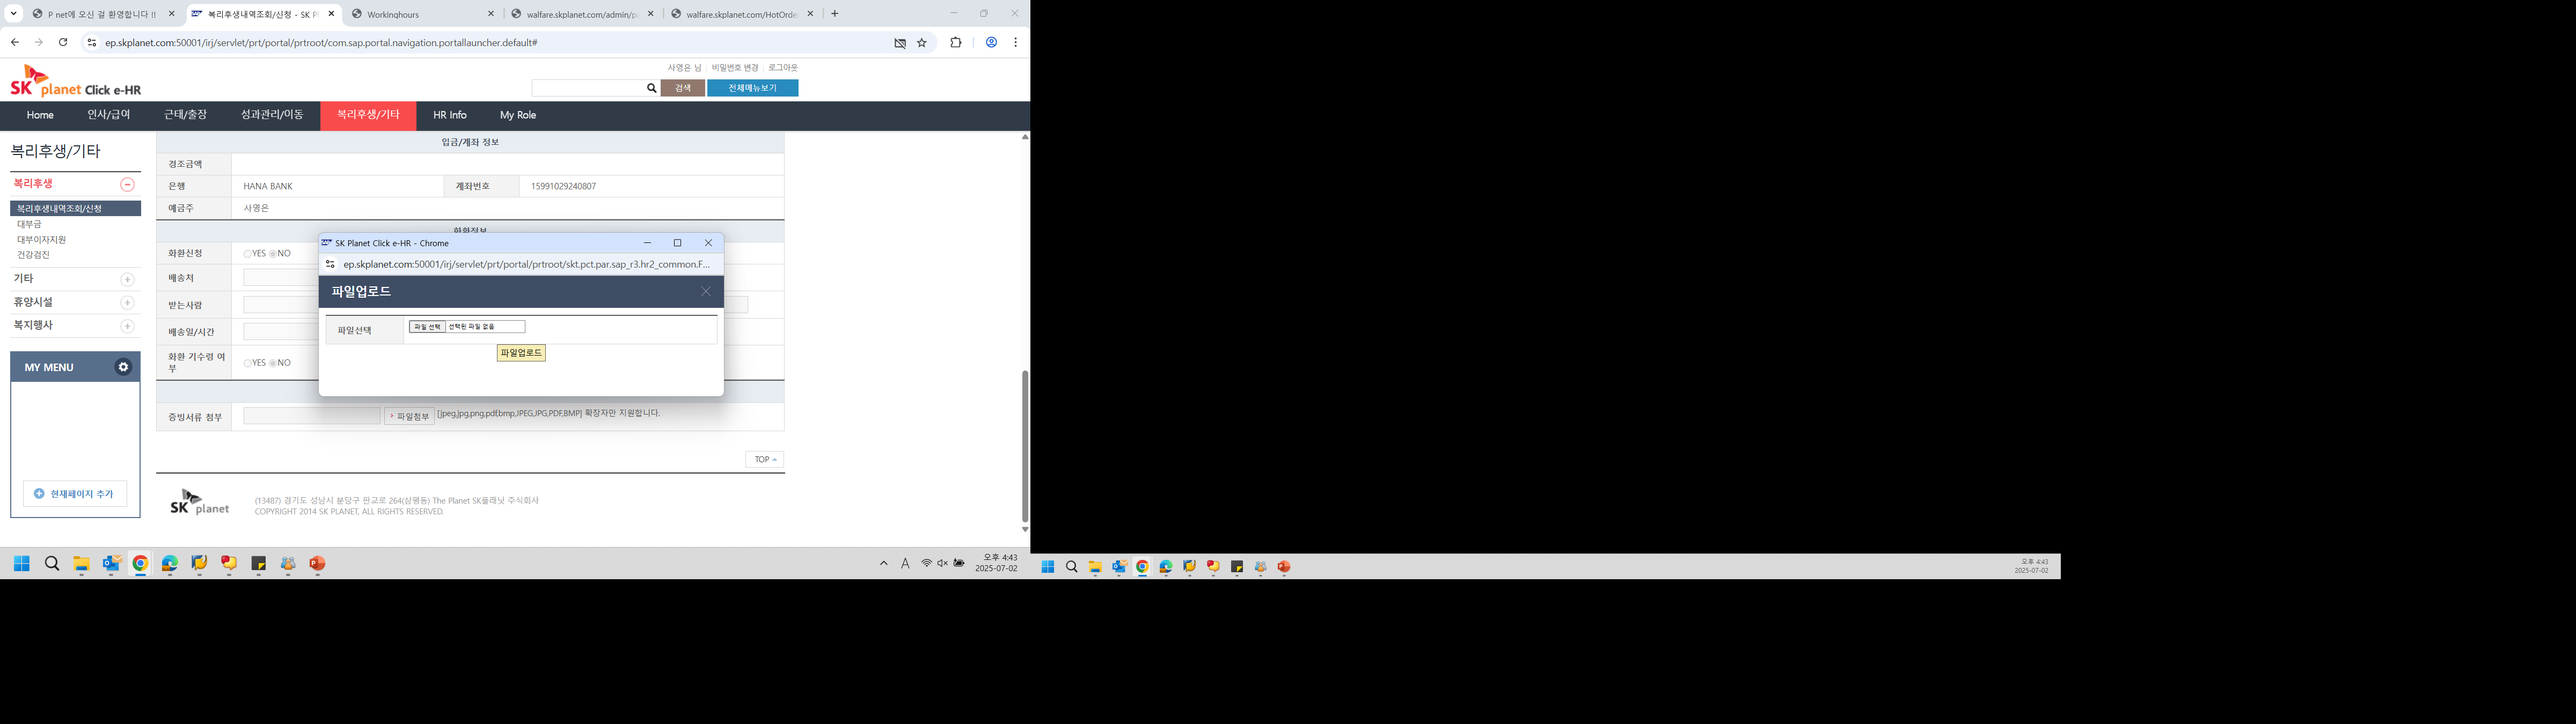 P net에 오신 걸 환영합니다 !!
복리후생내역조회/신청 - SK Pl
Workinghours
walfare.skplanet.com/admin/p
walfare.skplanet.com/HotOrde
ep.skplanet.com:50001/irj/servlet/prt/portal/prtroot/com.sap.portal.navigation.portallauncher.default#
사영은 님 | 비밀번호 변경 | 로그아웃
SK planet Click e-HR
검색
전체메뉴보기
Home
인사/급여
근태/출장
성과관리/이동
복리후생/기타
HR Info
My Role
복리후생/기타
복리후생
복리후생내역조회/신청
대부금
대부이자지원
건강검진
기타
휴양시설
복지행사
MY MENU
현재페이지 추가
입금/계좌 정보
경조금액
은행 HANA BANK 계좌번호 15991029240807
예금주 사영은
화환정보
화환신청 YES NO
배송처
받는사람
배송일/시간
화환 기수령 여
부
YES NO
SK Planet Click e-HR - Chrome
ep.skplanet.com:50001/irj/servlet/prt/portal/prtroot/skt.pct.par.sap_r3.hr2_common.F...
파일업로드
파일선택 파일 선택 선택된 파일 없음
파일업로드
증빙서류 첨부 파일첨부 [jpeg,jpg,png,pdf,bmp,JPEG,JPG,PDF,BMP] 확장자만 지원합니다.
TOP
SK planet
(13487) 경기도 성남시 분당구 판교로 264(삼평동) The Planet SK플래닛 주식회사
COPYRIGHT 2014 SK PLANET, ALL RIGHTS RESERVED.
A
오후 4:43
2025-07-02
오후 4:43
2025-07-02